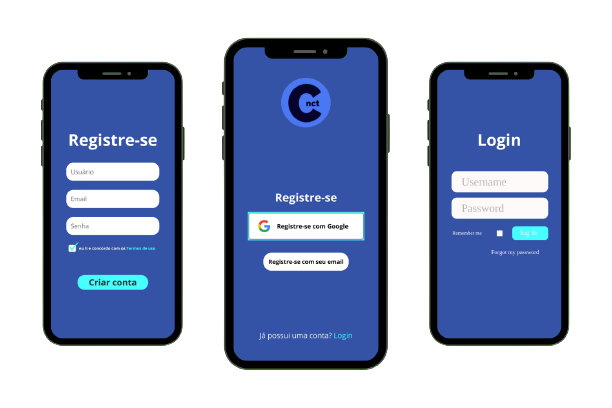 Registre-se
Usuário
Email
Senha
eu li e concordo com os Termos de uso
Criar conta
Cnct
Registre-se
Registre-se com Google
Registre-se com seu email
Já possui uma conta? Login
Login
Username
Password
Remember me
log in
Forgot my password